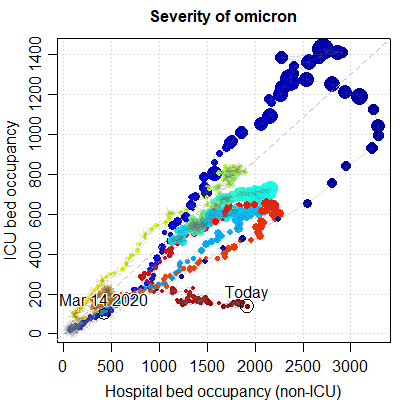 Severity of omicron
ICU bed occupancy
1400
1200
1000
800
600
400
200
0
Mar 14 2020
Today
0 500 1000 1500 2000 2500 3000
Hospital bed occupancy (non-ICU)